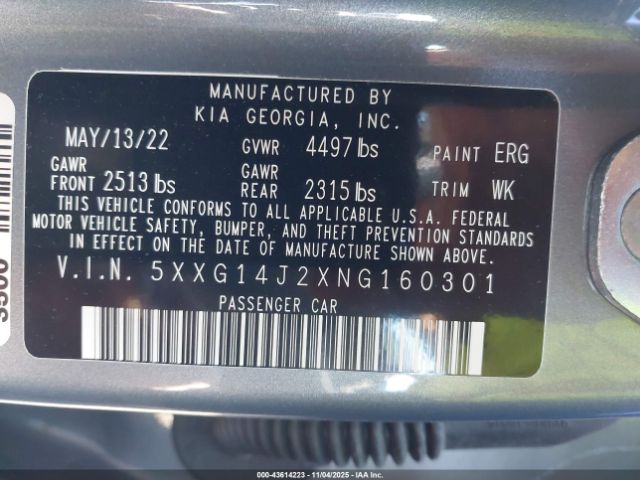 MANUFACTURED BY
KIA GEORGIA, INC.
MAY/13/22 GVWR 4497 lbs PAINT ERG
GAWR FRONT 2513 lbs GAWR REAR 2315 lbs TRIM WK
THIS VEHICLE CONFORMS TO ALL APPLICABLE U.S.A. FEDERAL
MOTOR VEHICLE SAFETY, BUMPER, AND THEFT PREVENTION STANDARDS
IN EFFECT ON THE DATE OF MANUFACTURE SHOWN ABOVE.
V.I.N. 5XXG14J2XNG160301
PASSENGER CAR
000-43614223 - 11/04/2025 - IAAI.com